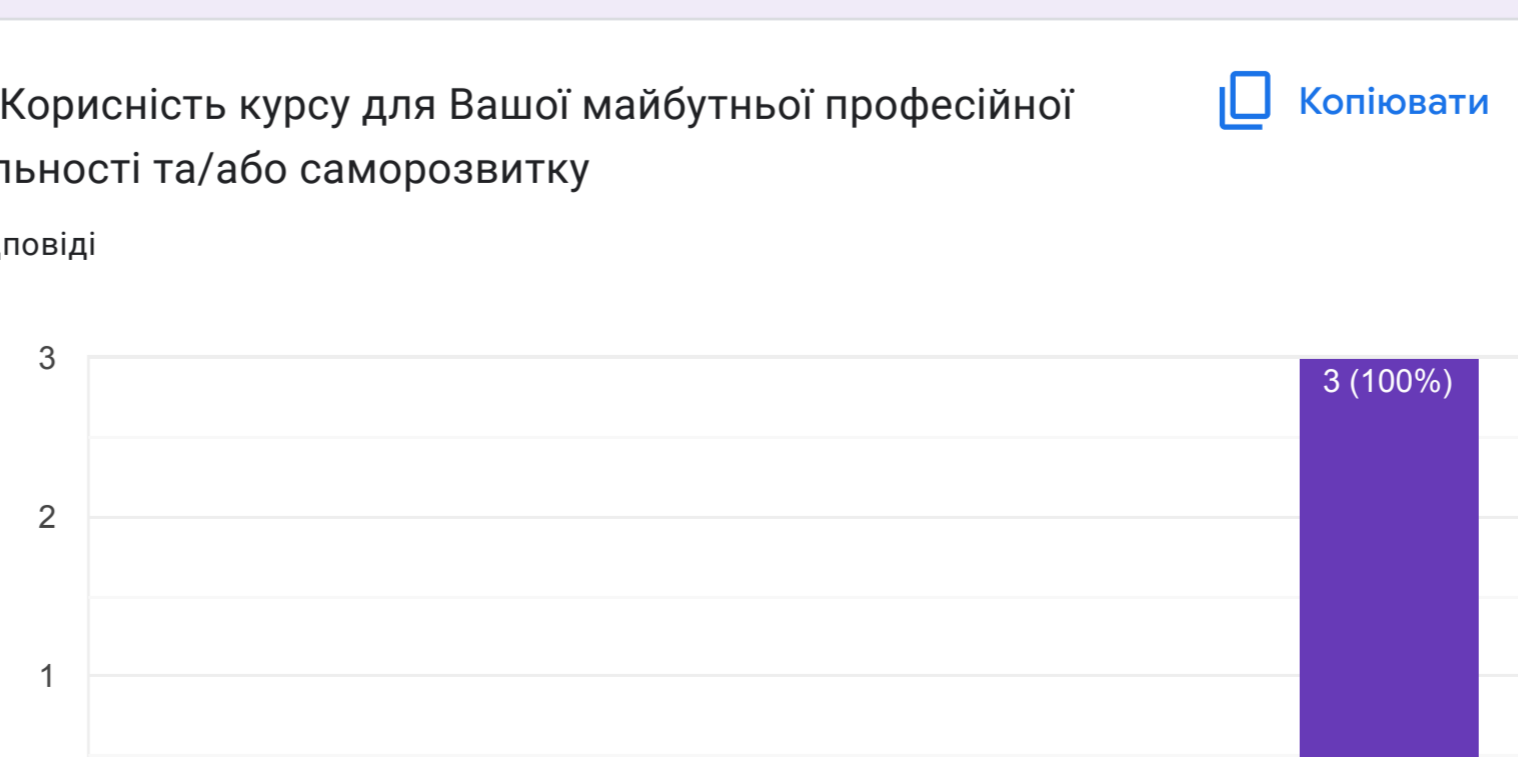 Корисність курсу для Вашої майбутньої професійної
Копіювати
льності та/або саморозвитку
повіді
3
3 (100%)
2
1